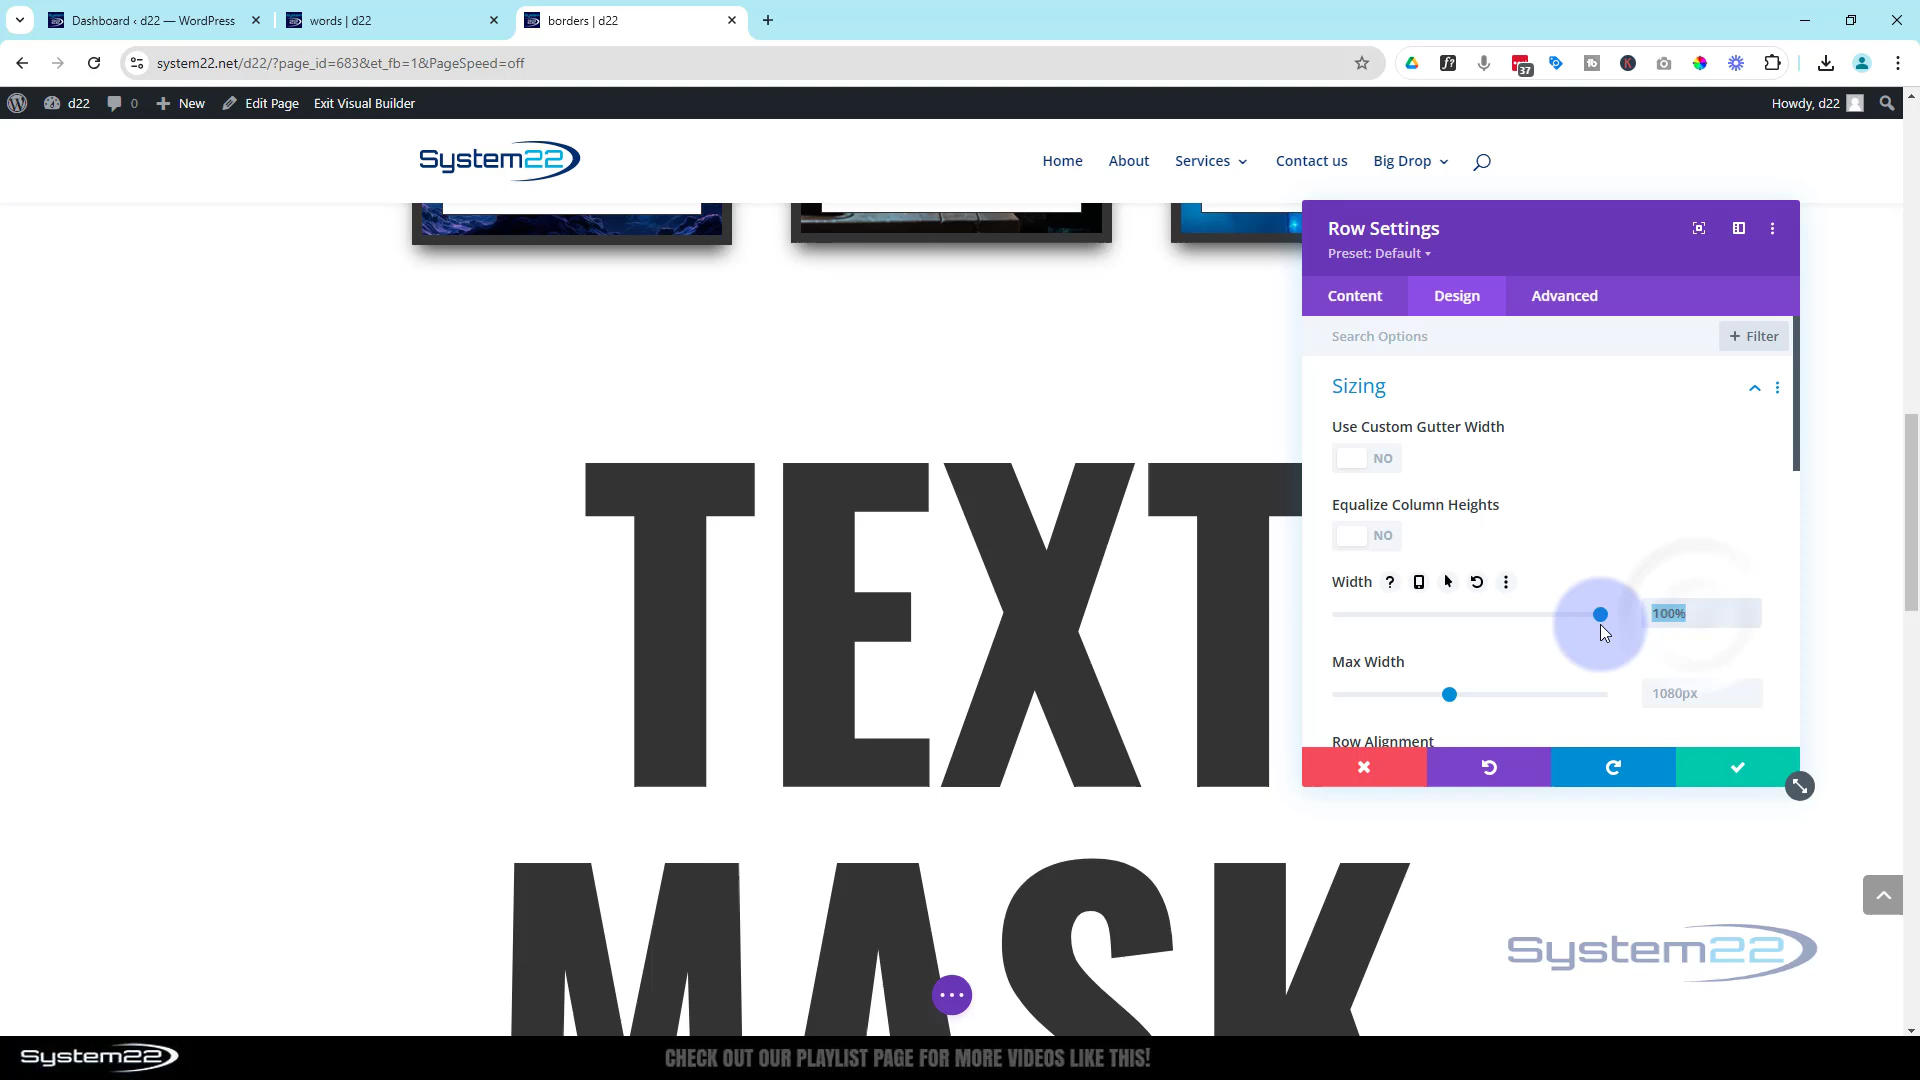 Dashboard ‹ d22 — WordPress
words | d22
borders | d22
system22.net/d22/?page_id=683&et_fb=1&PageSpeed=off
37
d22
0
New
Edit Page
Exit Visual Builder
Howdy, d22
System22
Home
About
Services
Contact us
Big Drop
Row Settings
Preset: Default
Content
Design
Advanced
Search Options
+ Filter
Sizing
Use Custom Gutter Width
NO
Equalize Column Heights
NO
Width
100%
Max Width
1080px
Row Alignment
TEXT
MASK
System22
System22
CHECK OUT OUR PLAYLIST PAGE FOR MORE VIDEOS LIKE THIS!